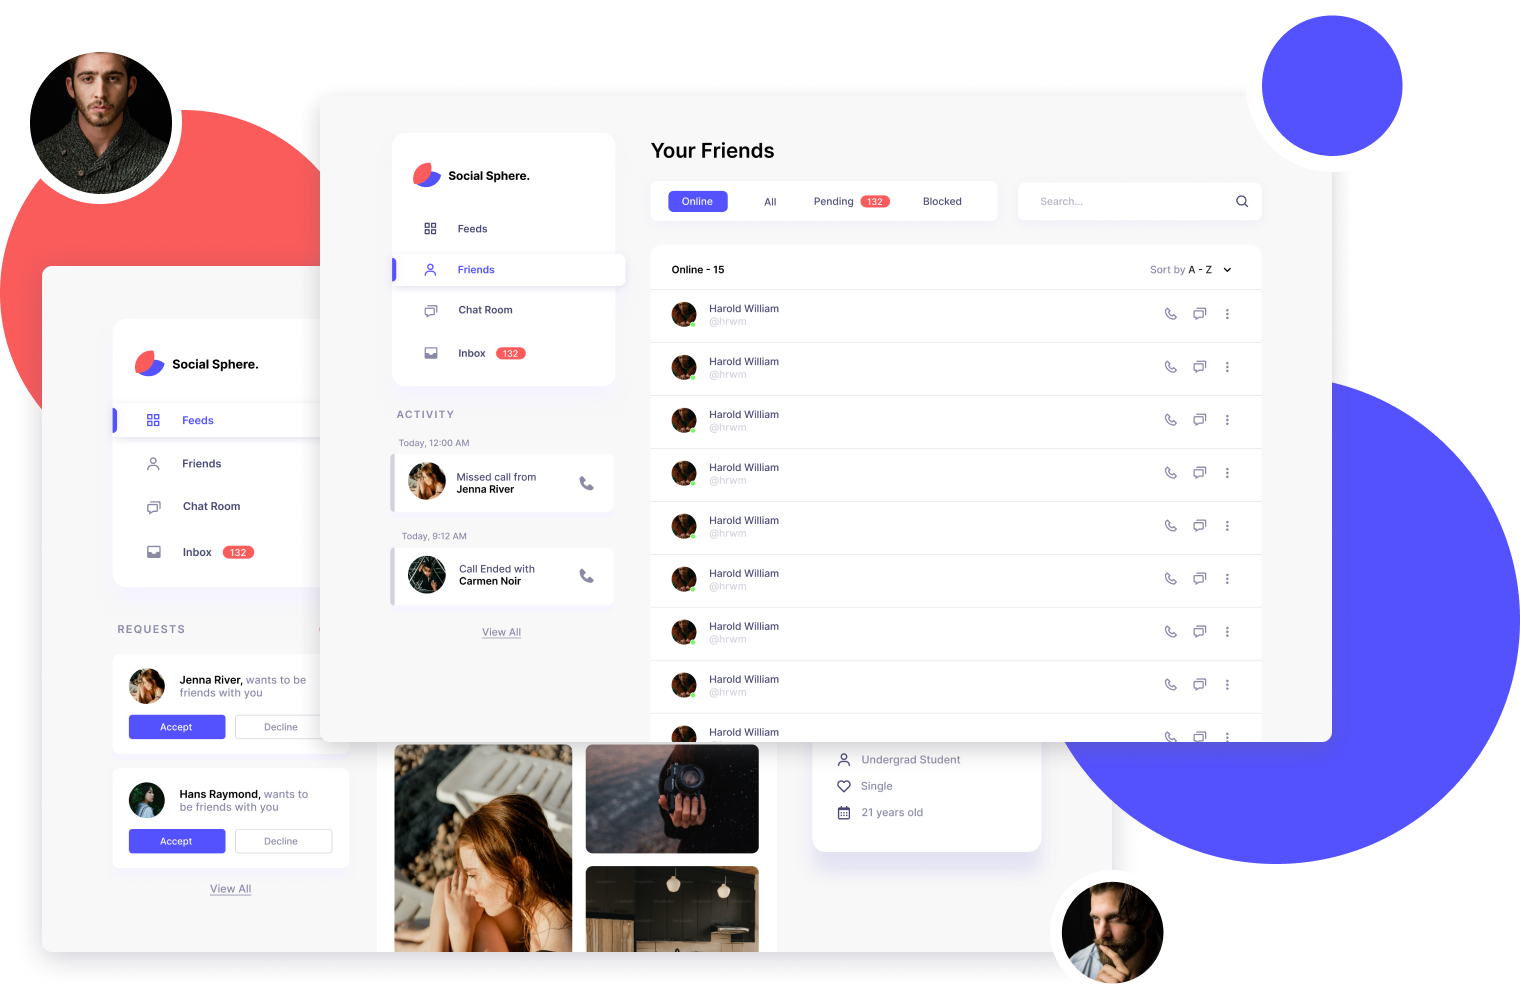 Your Friends
Social Sphere.
Feeds
Friends
Chat Room
Inbox 132
ACTIVITY
Today, 12:00 AM
Missed call from
Jenna River
Today, 9:12 AM
Call Ended with
Carmen Noir
View All
Online
All
Pending 132
Blocked
Search...
Online - 15
Sort by A - Z
Harold William
@hrwm
Harold William
@hrwm
Harold William
@hrwm
Harold William
@hrwm
Harold William
@hrwm
Harold William
@hrwm
Harold William
@hrwm
Harold William
@hrwm
Harold William
Social Sphere.
Feeds
Friends
Chat Room
Inbox 132
REQUESTS
Jenna River, wants to be
friends with you
Accept
Decline
Hans Raymond, wants to
be friends with you
Accept
Decline
View All
Undergrad Student
Single
21 years old